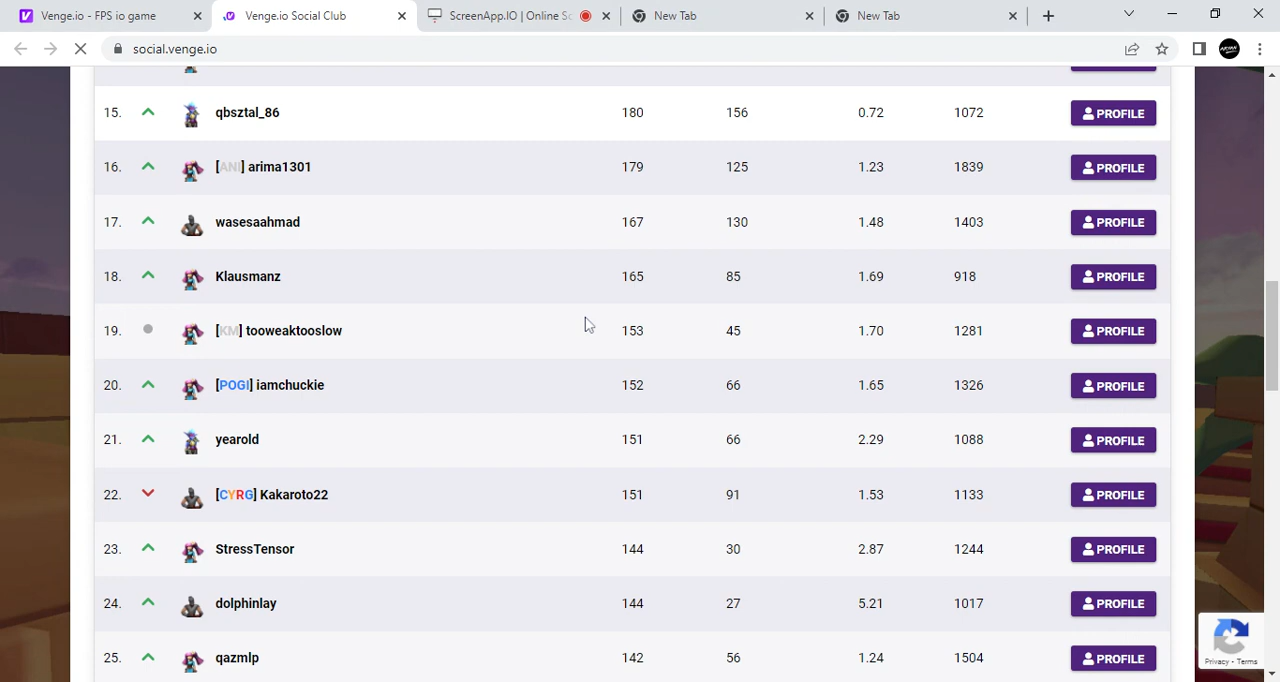 Venge.io - FPS io game
Venge.io Social Club
ScreenApp.IO | Online Sc
New Tab
New Tab
social.venge.io
15. qbsztal_86 180 156 0.72 1072 PROFILE
16. [ANI] arima1301 179 125 1.23 1839 PROFILE
17. wasesaahmad 167 130 1.48 1403 PROFILE
18. Klausmanz 165 85 1.69 918 PROFILE
19. [KM] tooweaktooslow 153 45 1.70 1281 PROFILE
20. [POGI] iamchuckie 152 66 1.65 1326 PROFILE
21. yearold 151 66 2.29 1088 PROFILE
22. [CYRG] Kakaroto22 151 91 1.53 1133 PROFILE
23. StressTensor 144 30 2.87 1244 PROFILE
24. dolphinlay 144 27 5.21 1017 PROFILE
25. qazmlp 142 56 1.24 1504 PROFILE
Privacy - Terms